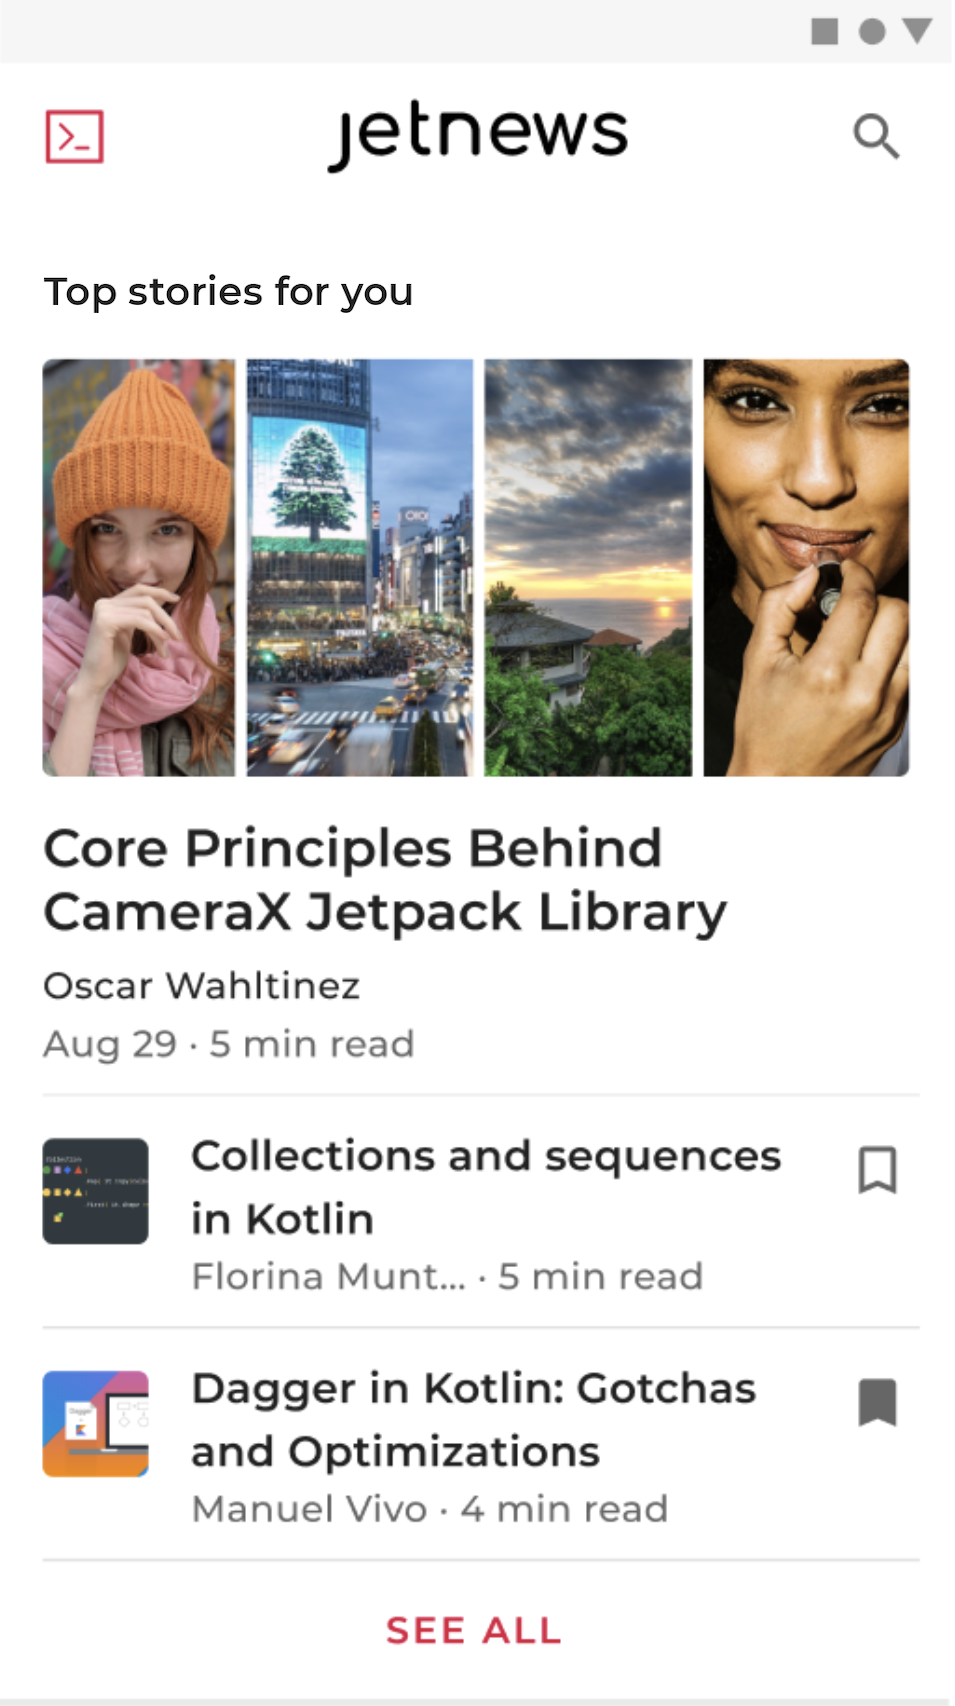 jetnews
Top stories for you
Core Principles Behind
CameraX Jetpack Library
Oscar Wahltinez
Aug 29 · 5 min read
Collection
Collections and sequences
in Kotlin
Florina Munt... · 5 min read
Dagger
Dagger in Kotlin: Gotchas
and Optimizations
Manuel Vivo · 4 min read
SEE ALL